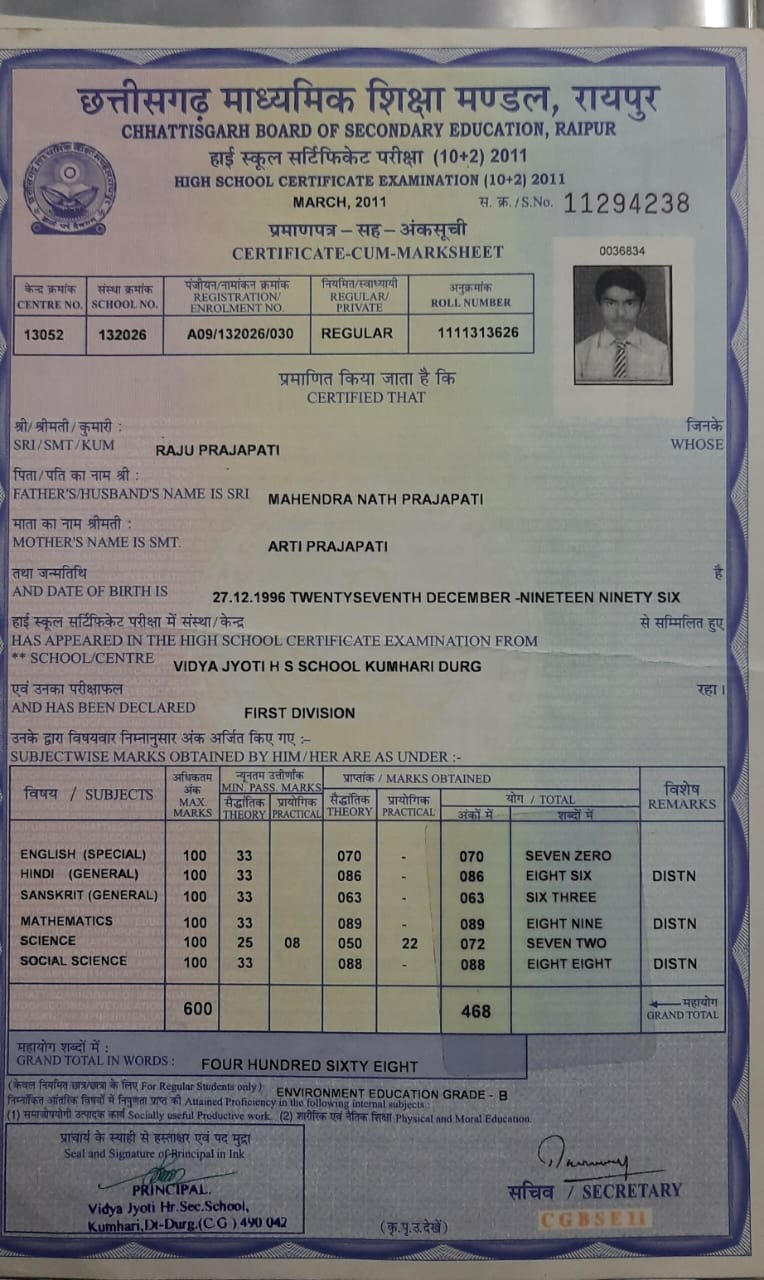 छत्तीसगढ़ माध्यमिक शिक्षा मण्डल, रायपुर
CHHATTISGARH BOARD OF SECONDARY EDUCATION, RAIPUR
हाई स्कूल सर्टिफिकेट परीक्षा (10+2) 2011
HIGH SCHOOL CERTIFICATE EXAMINATION (10+2) 2011
MARCH, 2011 स. क्र./S.No. 11294238
प्रमाणपत्र – सह – अंकसूची
CERTIFICATE-CUM-MARKSHEET
0036834
केन्द्र क्रमांक संस्था क्रमांक पंजीयन/नामांकन क्रमांक नियमित/स्वाध्यायी अनुक्रमांक
CENTRE NO. SCHOOL NO. REGISTRATION/ ENROLMENT NO. REGULAR/ PRIVATE ROLL NUMBER
13052 132026 A09/132026/030 REGULAR 1111313626
प्रमाणित किया जाता है कि
CERTIFIED THAT
श्री/श्रीमती/कुमारी : जिनके
SRI/SMT/KUM RAJU PRAJAPATI WHOSE
पिता/पति का नाम श्री :
FATHER'S/HUSBAND'S NAME IS SRI MAHENDRA NATH PRAJAPATI
माता का नाम श्रीमती :
MOTHER'S NAME IS SMT. ARTI PRAJAPATI
तथा जन्मतिथि है
AND DATE OF BIRTH IS 27.12.1996 TWENTYSEVENTH DECEMBER -NINETEEN NINETY SIX
हाई स्कूल सर्टिफिकेट परीक्षा में संस्था/केन्द्र से सम्मिलित हुए
HAS APPEARED IN THE HIGH SCHOOL CERTIFICATE EXAMINATION FROM
** SCHOOL/CENTRE VIDYA JYOTI H S SCHOOL KUMHARI DURG
एवं उनका परीक्षाफल रहा।
AND HAS BEEN DECLARED FIRST DIVISION
उनके द्वारा विषयवार निम्नानुसार अंक अर्जित किए गए :–
SUBJECTWISE MARKS OBTAINED BY HIM/HER ARE AS UNDER :-
विषय / SUBJECTS अधिकतम अंक MAX. MARKS न्यूनतम उत्तीर्णांक MIN. PASS. MARKS प्राप्तांक / MARKS OBTAINED विशेष REMARKS
सैद्धांतिक THEORY प्रायोगिक PRACTICAL सैद्धांतिक THEORY प्रायोगिक PRACTICAL योग / TOTAL
अंकों में शब्दों में
ENGLISH (SPECIAL) 100 33 070 - 070 SEVEN ZERO
HINDI (GENERAL) 100 33 086 - 086 EIGHT SIX DISTN
SANSKRIT (GENERAL) 100 33 063 - 063 SIX THREE
MATHEMATICS 100 33 089 - 089 EIGHT NINE DISTN
SCIENCE 100 25 08 050 22 072 SEVEN TWO
SOCIAL SCIENCE 100 33 088 - 088 EIGHT EIGHT DISTN
600 468 महायोग
GRAND TOTAL
महायोग शब्दों में :
GRAND TOTAL IN WORDS : FOUR HUNDRED SIXTY EIGHT
(केवल नियमित छात्र/छात्रा के लिए For Regular Students only) ENVIRONMENT EDUCATION GRADE - B
निम्नांकित आंतरिक विषयों में निपुणता प्राप्त की Attained Proficiency in the following internal subjects :
(1) समाजोपयोगी उत्पादक कार्य Socially useful Productive work. (2) शारीरिक एवं नैतिक शिक्षा Physical and Moral Education.
प्राचार्य के स्याही से हस्ताक्षर एवं पद मुद्रा
Seal and Signature of Principal in Ink
PRINCIPAL.
Vidya Jyoti Hr.Sec.School,
Kumhari,Di-Durg.(C G ) 490 042
सचिव / SECRETARY
CGBSE11
(कृ.पृ.उ.देखें)